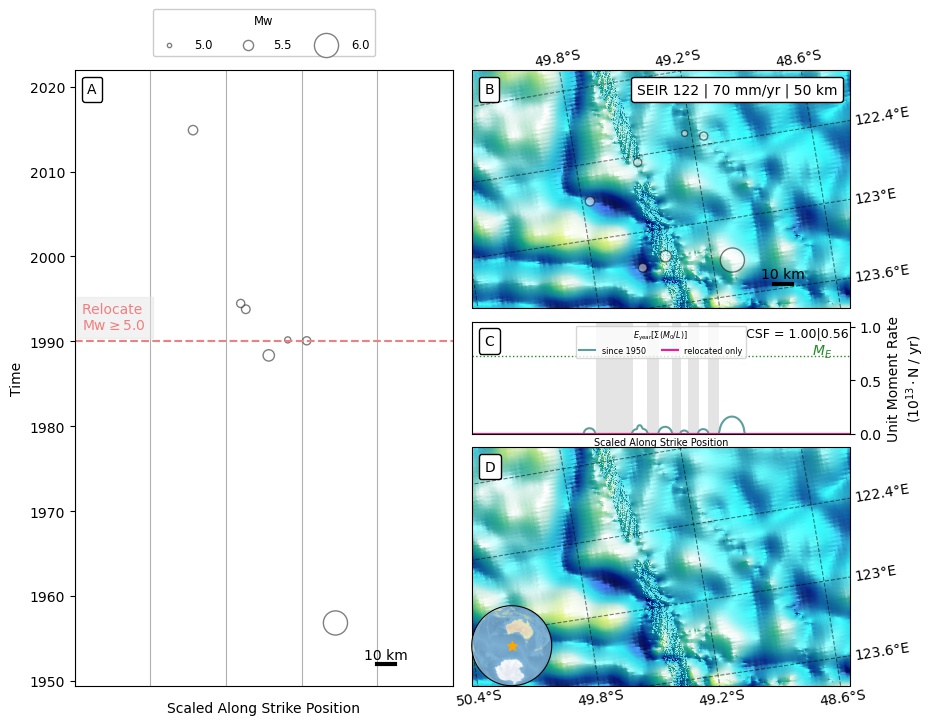 Mw
5.0 5.5 6.0
A
2020
2010
2000
1990
1980
1970
1960
1950
Time
Relocate
Mw ≥ 5.0
10 km
Scaled Along Strike Position
49.8°S 49.2°S 48.6°S
B
SEIR 122 | 70 mm/yr | 50 km
122.4°E
123°E
123.6°E
10 km
C
E_year[Σ(M₀/L)]
since 1950 relocated only
CSF = 1.00|0.56
M_E
1.0
0.5
0.0
Unit Moment Rate
(10¹³ · N / yr)
Scaled Along Strike Position
D
122.4°E
123°E
123.6°E
50.4°S 49.8°S 49.2°S 48.6°S